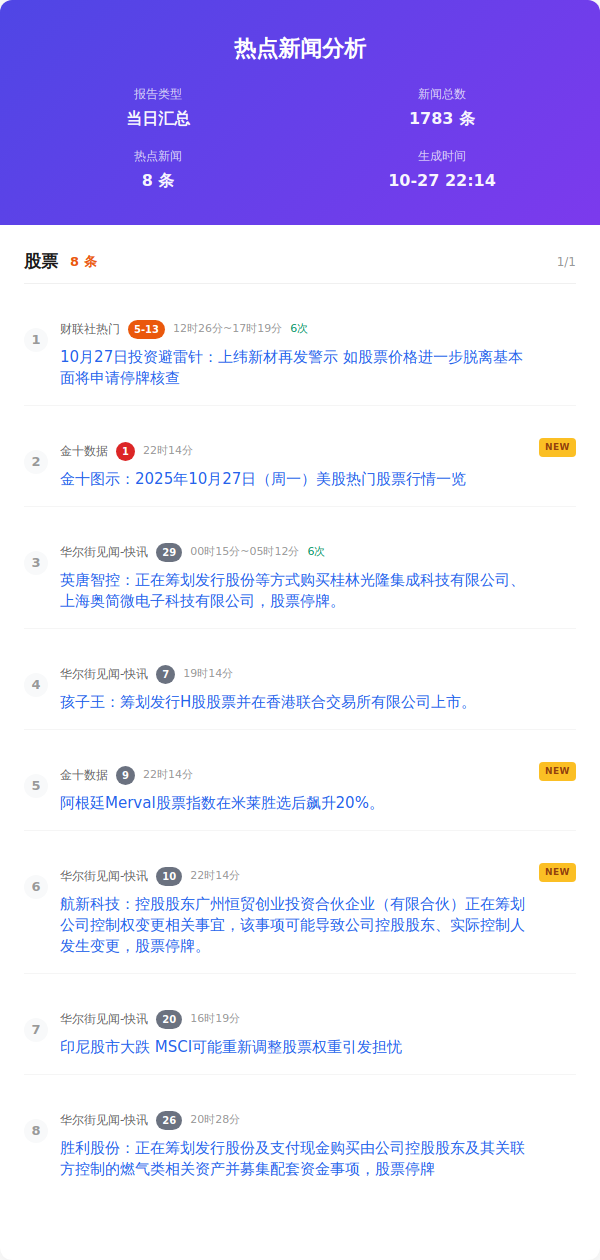 热点新闻分析
报告类型
当日汇总
新闻总数
1783 条
热点新闻
8 条
生成时间
10-27 22:14
股票 8 条 1/1
1
财联社热门 5-13 12时26分~17时19分 6次
10月27日投资避雷针：上纬新材再发警示 如股票价格进一步脱离基本
面将申请停牌核查
2
金十数据 1 22时14分 NEW
金十图示：2025年10月27日（周一）美股热门股票行情一览
3
华尔街见闻-快讯 29 00时15分~05时12分 6次
英唐智控：正在筹划发行股份等方式购买桂林光隆集成科技有限公司、
上海奥简微电子科技有限公司，股票停牌。
4
华尔街见闻-快讯 7 19时14分
孩子王：筹划发行H股股票并在香港联合交易所有限公司上市。
5
金十数据 9 22时14分 NEW
阿根廷Merval股票指数在米莱胜选后飙升20%。
6
华尔街见闻-快讯 10 22时14分 NEW
航新科技：控股股东广州恒贸创业投资合伙企业（有限合伙）正在筹划
公司控制权变更相关事宜，该事项可能导致公司控股股东、实际控制人
发生变更，股票停牌。
7
华尔街见闻-快讯 20 16时19分
印尼股市大跌 MSCI可能重新调整股票权重引发担忧
8
华尔街见闻-快讯 26 20时28分
胜利股份：正在筹划发行股份及支付现金购买由公司控股股东及其关联
方控制的燃气类相关资产并募集配套资金事项，股票停牌